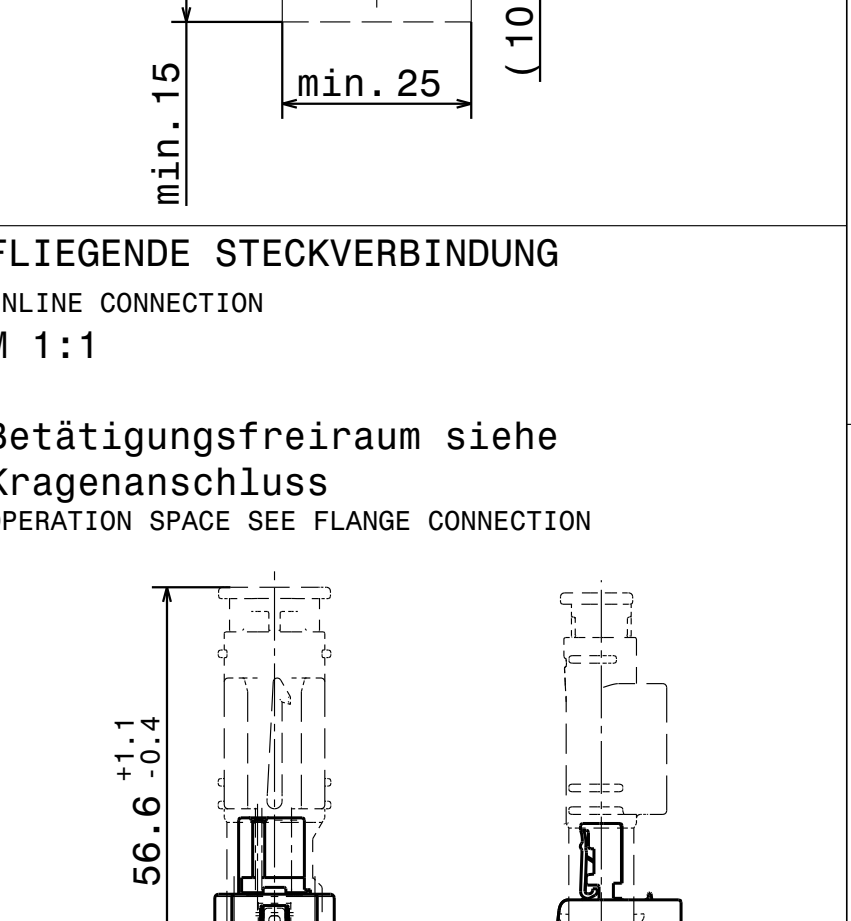 (10
min. 15
min. 25
FLIEGENDE STECKVERBINDUNG
INLINE CONNECTION
M 1:1
Betätigungsfreiraum siehe
Kragenanschluss
OPERATION SPACE SEE FLANGE CONNECTION
56.6 +1.1 -0.4